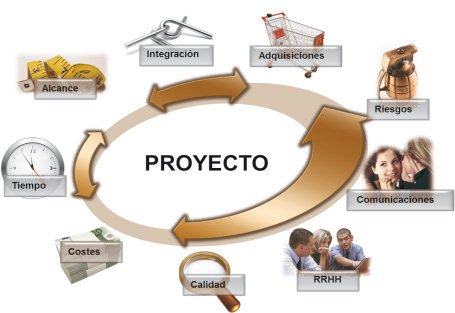 Integración
Adquisiciones
Alcance
Riesgos
PROYECTO
Tiempo
Comunicaciones
Costes
Calidad
RRHH